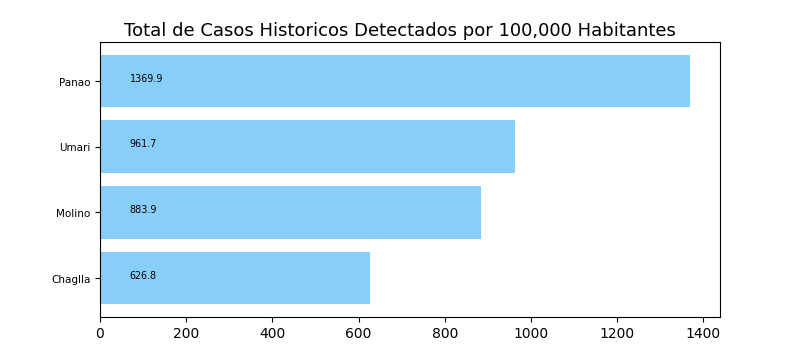 Total de Casos Historicos Detectados por 100,000 Habitantes
Panao
1369.9
Umari
961.7
Molino
883.9
Chaglla
626.8
0 200 400 600 800 1000 1200 1400